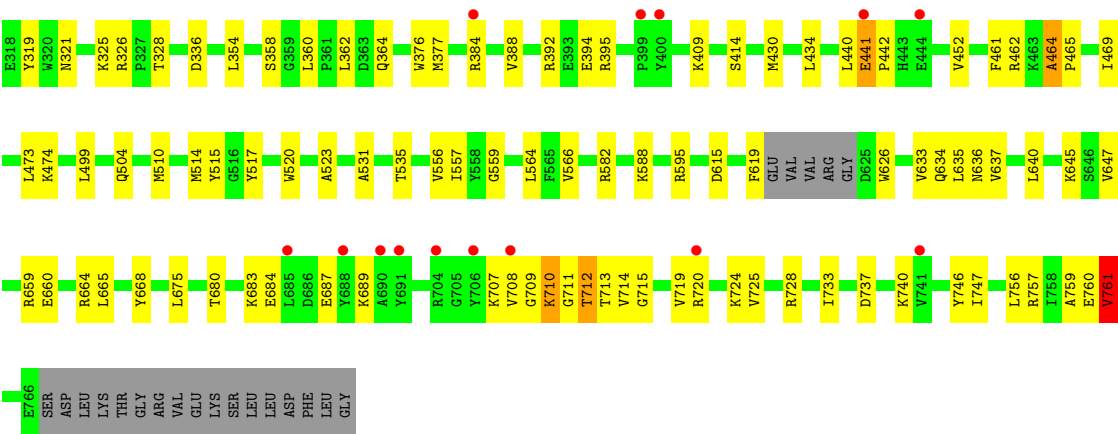 E318 Y319 W320 N321 K325 R326 P327 T328 D336 L354 S358 G359 L360 P361 L362 D363 Q364 W376 M377 R384 V388 R392 E393 E394 R395 P399 Y400 K409 S414 M430 L434 L440 E441 P442 H443 E444 V452 F461 R462 K463 A464 P465 I469
L473 K474 L499 Q504 M510 M514 Y515 G516 Y517 W520 A523 A531 T535 V556 I557 Y558 G559 L564 F565 V566 R582 K588 R595 D615 F619 GLU VAL VAL ARG GLY D625 W626 V633 Q634 L635 N636 V637 L640 K645 S646 V647
R659 E660 R664 L665 Y668 L675 T680 K683 E684 L685 D686 E687 Y688 K689 A690 Y691 R704 G705 Y706 K707 V708 G709 K710 G711 T712 T713 V714 G715 V719 R720 K724 V725 R728 I733 D737 K740 V741 Y746 I747 L756 R757 I758 A759 E760 V761
E766 SER ASP LEU LYS THR GLY ARG VAL GLU LYS SER LEU LEU ASP PHE LEU GLY